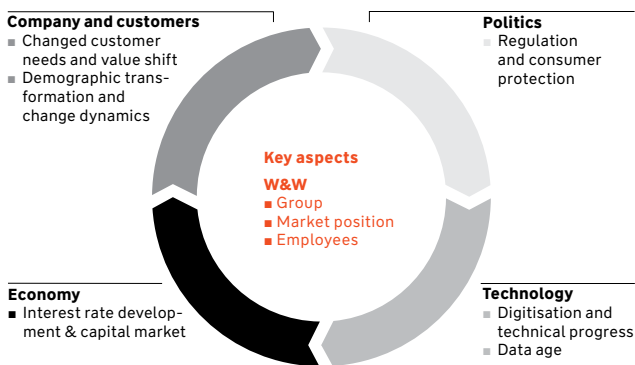 Company and customers
■ Changed customer
needs and value shift
■ Demographic trans-
formation and
change dynamics
Politics
■ Regulation
and consumer
protection
Key aspects
W&W
■ Group
■ Market position
■ Employees
Economy
■ Interest rate develop-
ment & capital market
Technology
■ Digitisation and
technical progress
■ Data age